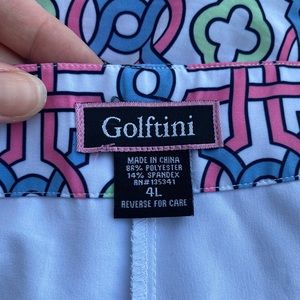 Golftini
MADE IN CHINA
86% POLYESTER
14% SPANDEX
RN#135341
4L
REVERSE FOR CARE